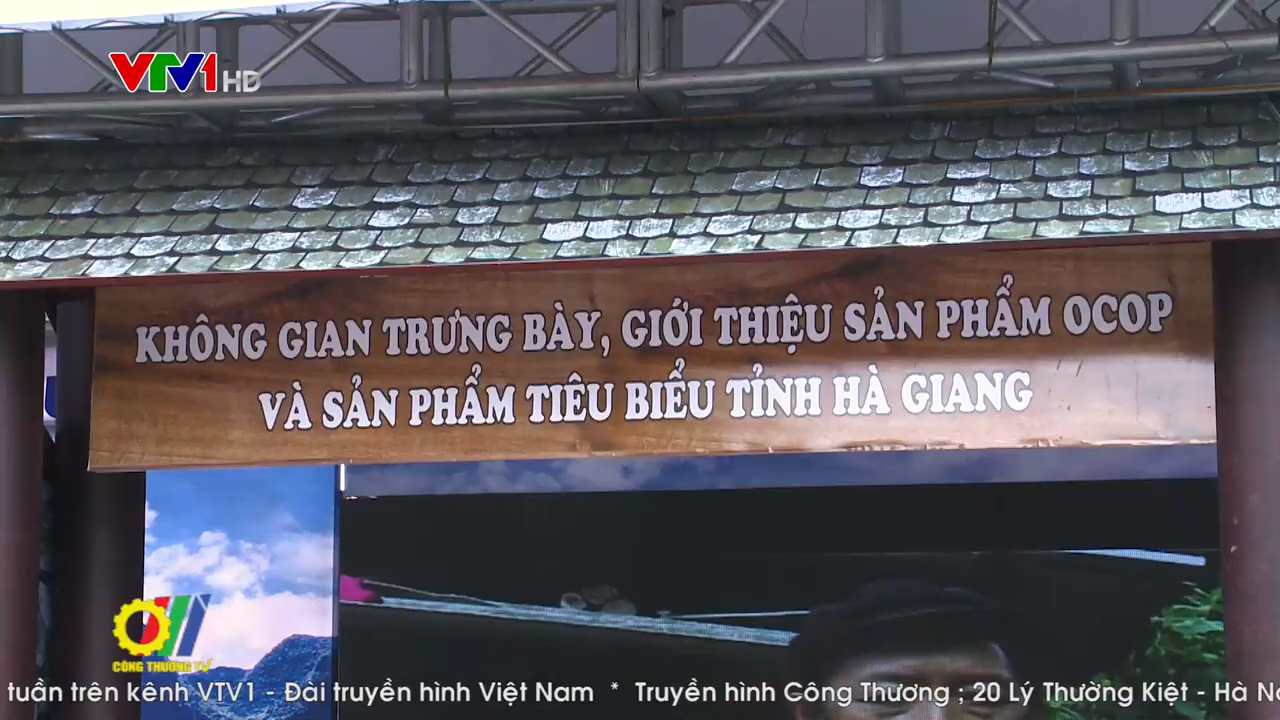 VTV1 HD
KHÔNG GIAN TRƯNG BÀY, GIỚI THIỆU SẢN PHẨM OCOP
VÀ SẢN PHẨM TIÊU BIỂU TỈNH HÀ GIANG
CÔNG THƯƠNG TV
tuần trên kênh VTV1 - Đài truyền hình Việt Nam * Truyền hình Công Thương ; 20 Lý Thường Kiệt - Hà